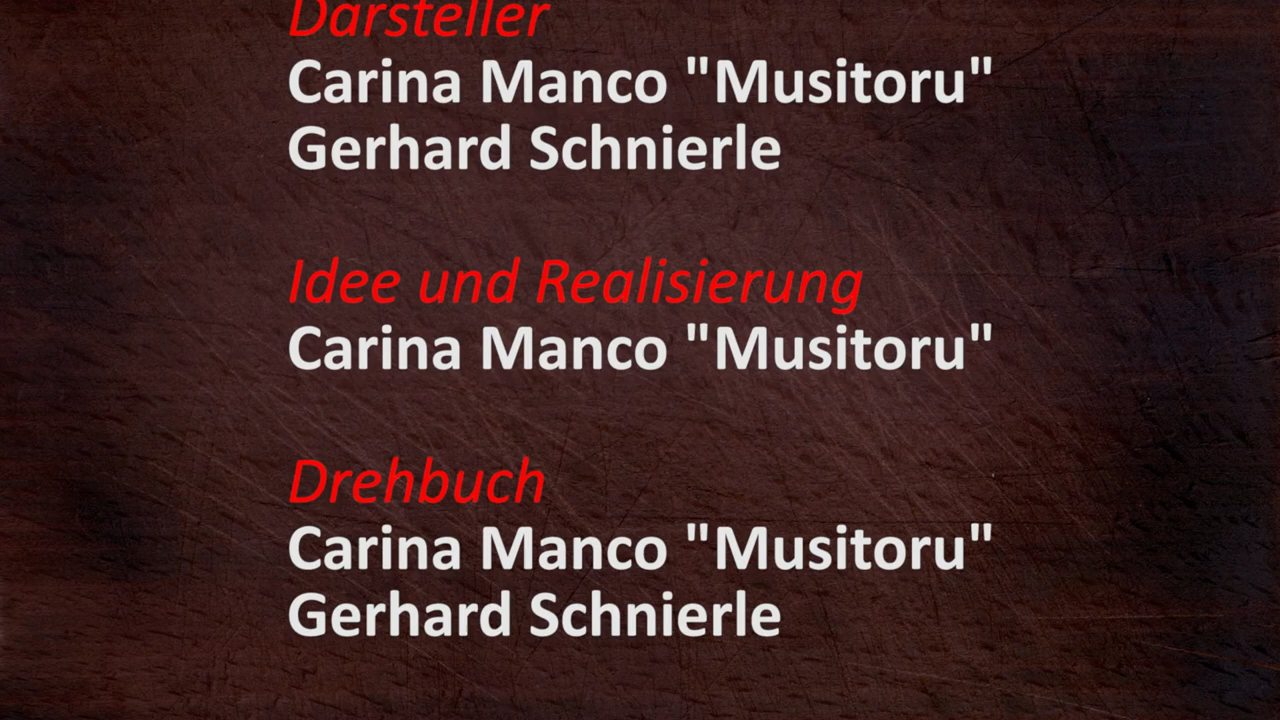 Darsteller
Carina Manco "Musitoru"
Gerhard Schnierle
Idee und Realisierung
Carina Manco "Musitoru"
Drehbuch
Carina Manco "Musitoru"
Gerhard Schnierle